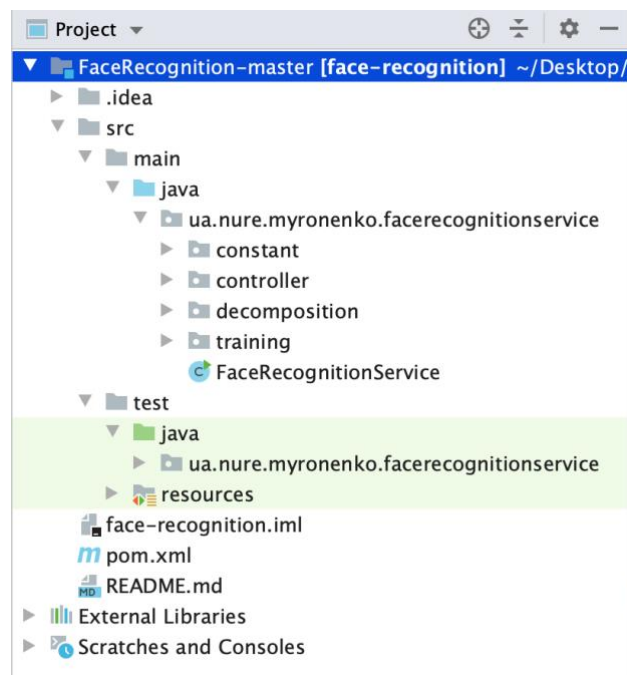 Project
FaceRecognition-master [face-recognition] ~/Desktop/
.idea
src
main
java
ua.nure.myronenko.facerecognitionservice
constant
controller
decomposition
training
C FaceRecognitionService
test
java
ua.nure.myronenko.facerecognitionservice
resources
face-recognition.iml
m pom.xml
MD README.md
External Libraries
Scratches and Consoles